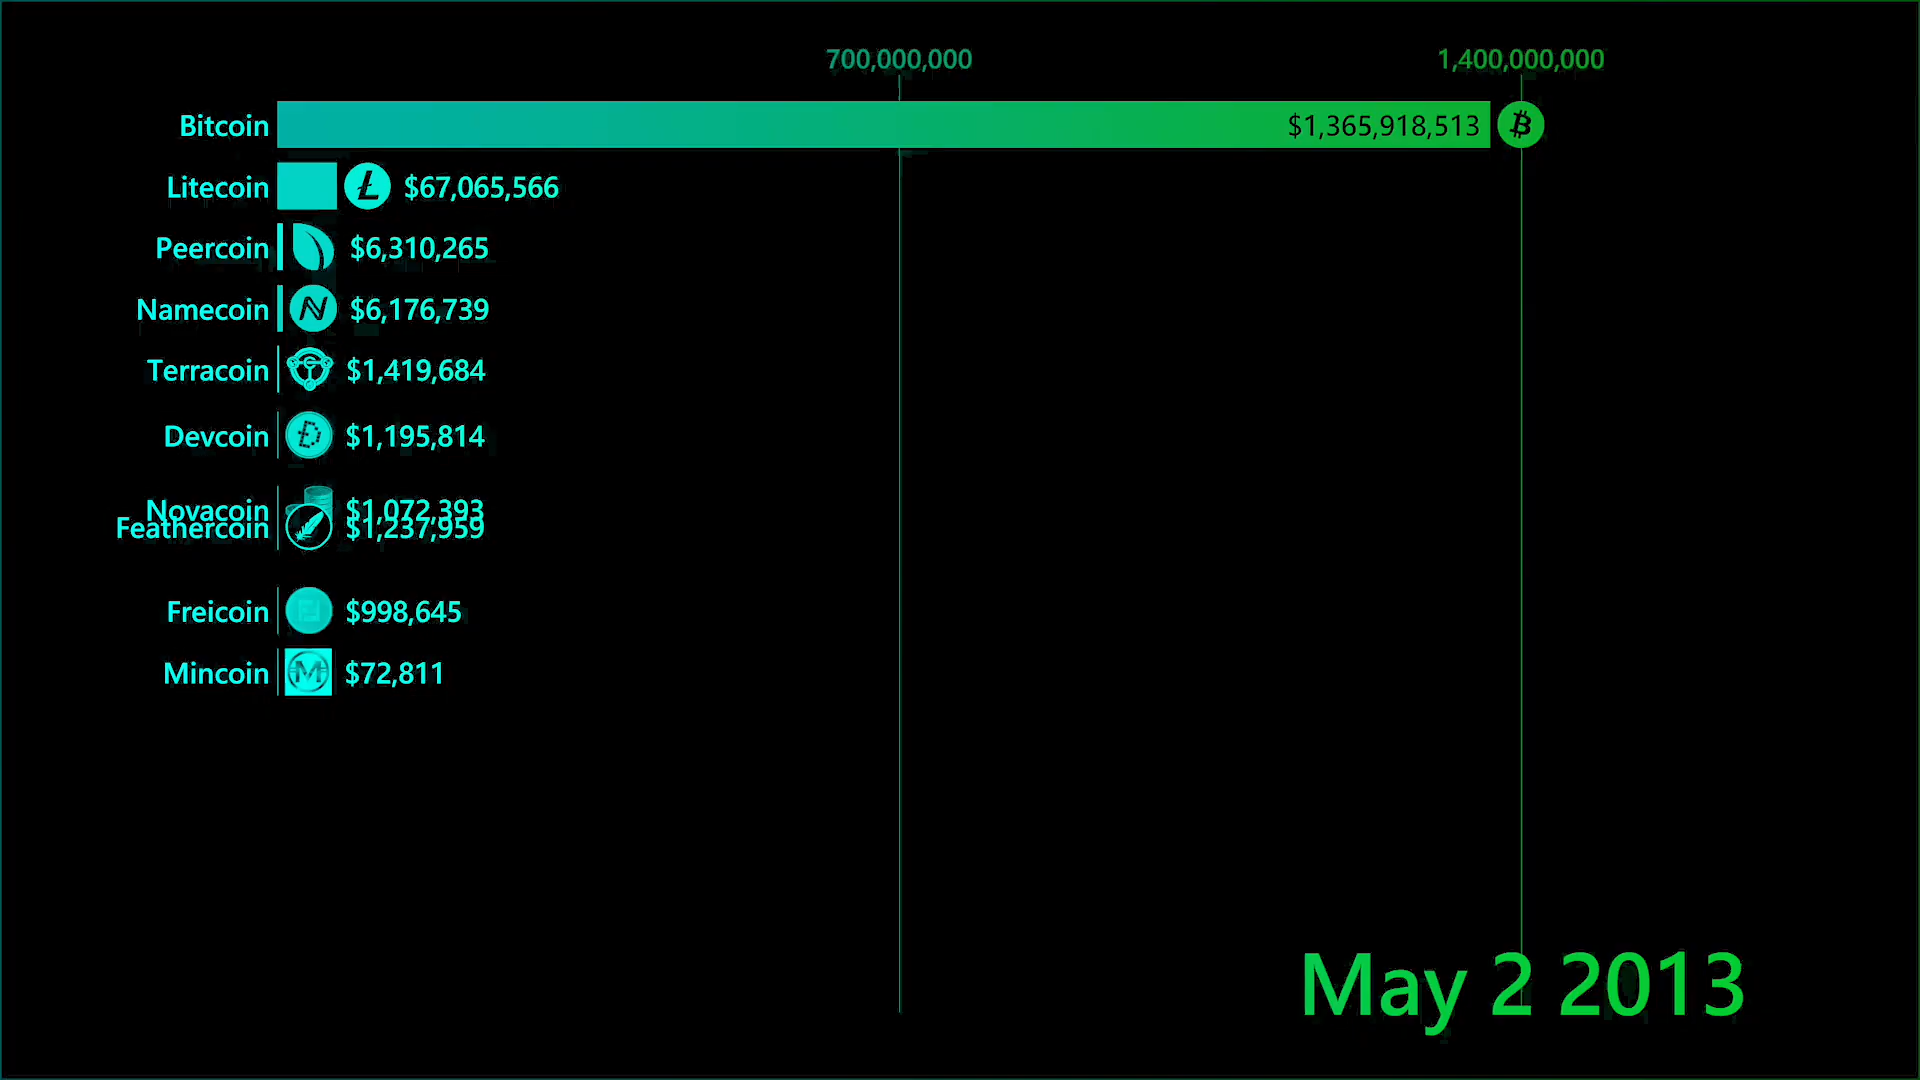 700,000,000 1,400,000,000
Bitcoin $1,365,918,513
Litecoin $67,065,566
Peercoin $6,310,265
Namecoin $6,176,739
Terracoin $1,419,684
Devcoin $1,195,814
Novacoin $1,072,393
Feathercoin $1,237,959
Freicoin $998,645
Mincoin $72,811
May 2 2013